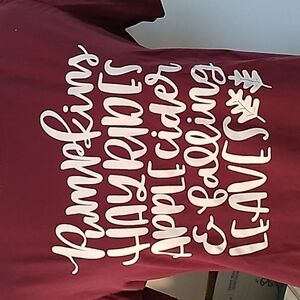 Pumpkins
HAYRIDES
APPLE cider
& falling
LEAVES